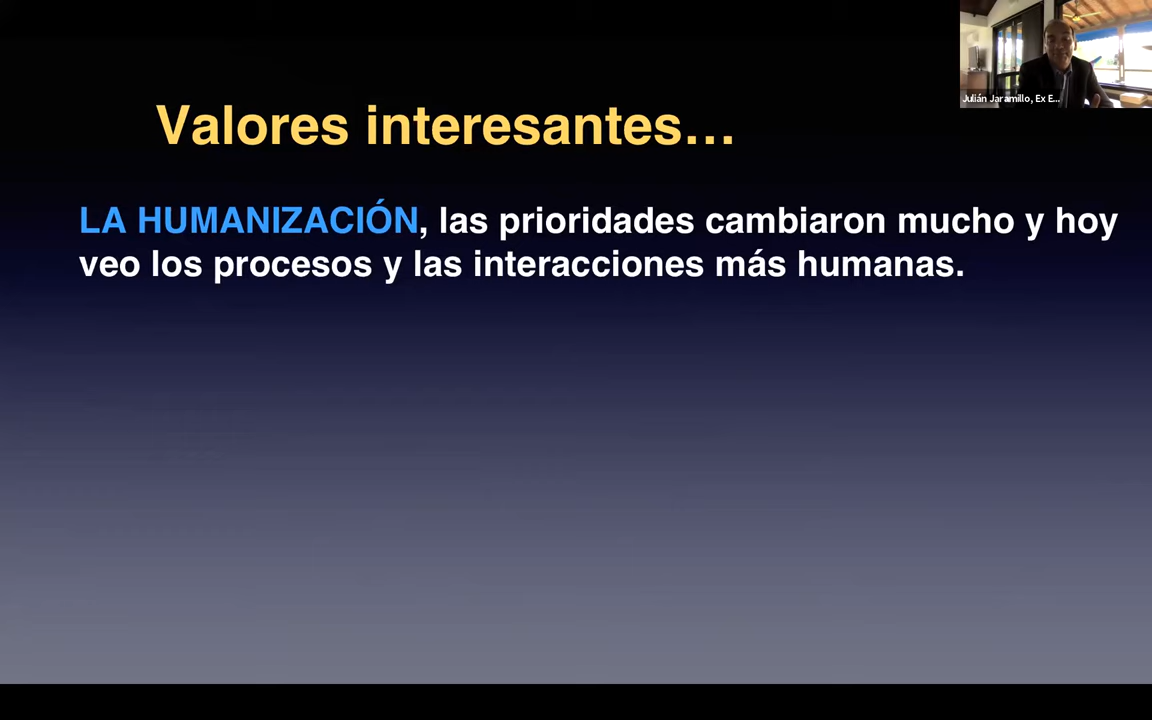 Julián Jaramillo, Ex E...
Valores interesantes...
LA HUMANIZACIÓN, las prioridades cambiaron mucho y hoy
veo los procesos y las interacciones más humanas.